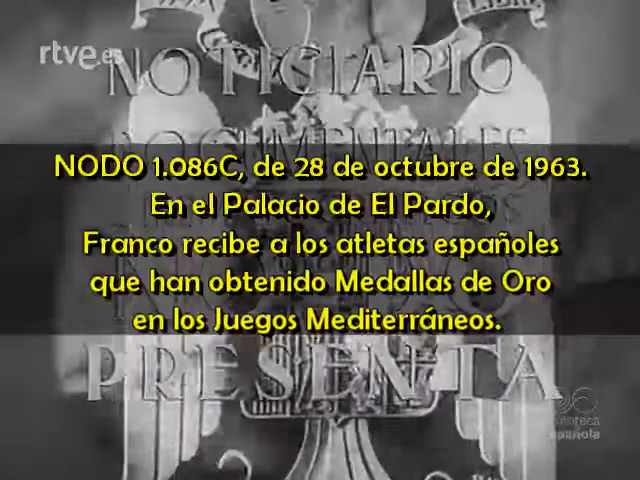 LIBRE
rtve.es
NOTICIARIO
DOCUMENTALES
NODO 1.086C, de 28 de octubre de 1963.
En el Palacio de El Pardo,
Franco recibe a los atletas españoles
que han obtenido Medallas de Oro
en los Juegos Mediterráneos.
PRESENTA
filmoteca
española